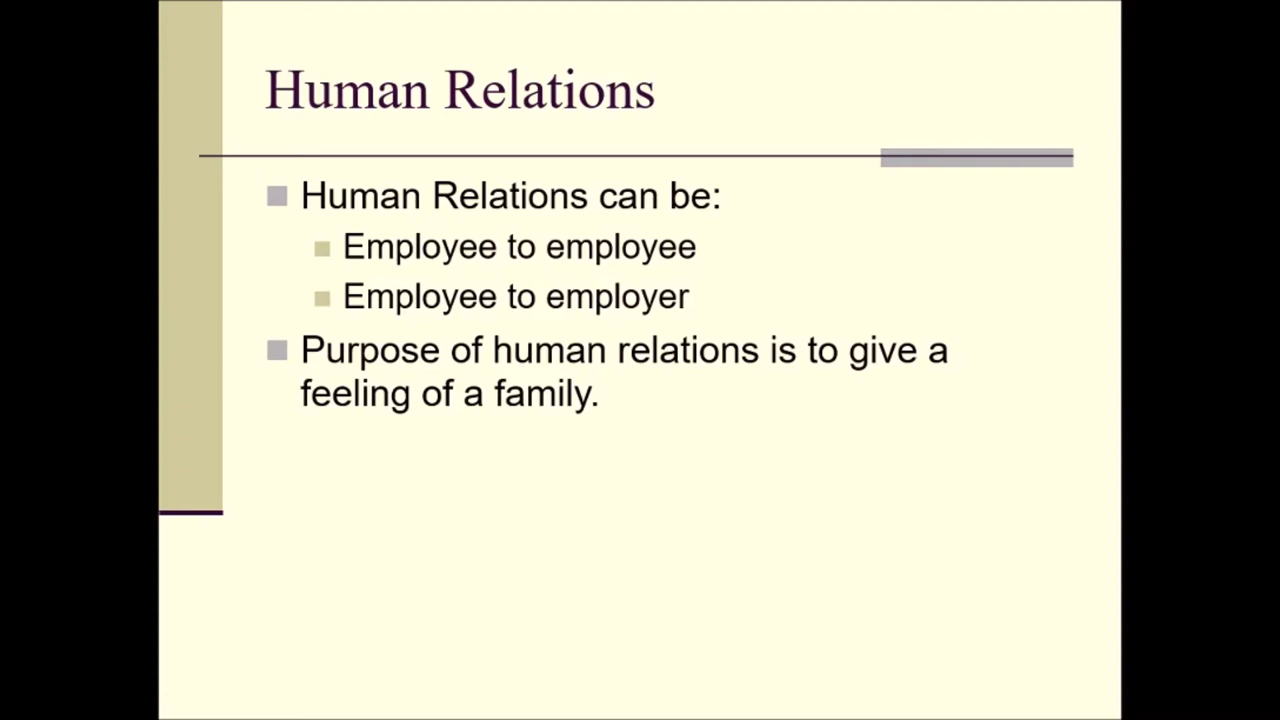 Human Relations
Human Relations can be:
Employee to employee
Employee to employer
Purpose of human relations is to give a
feeling of a family.